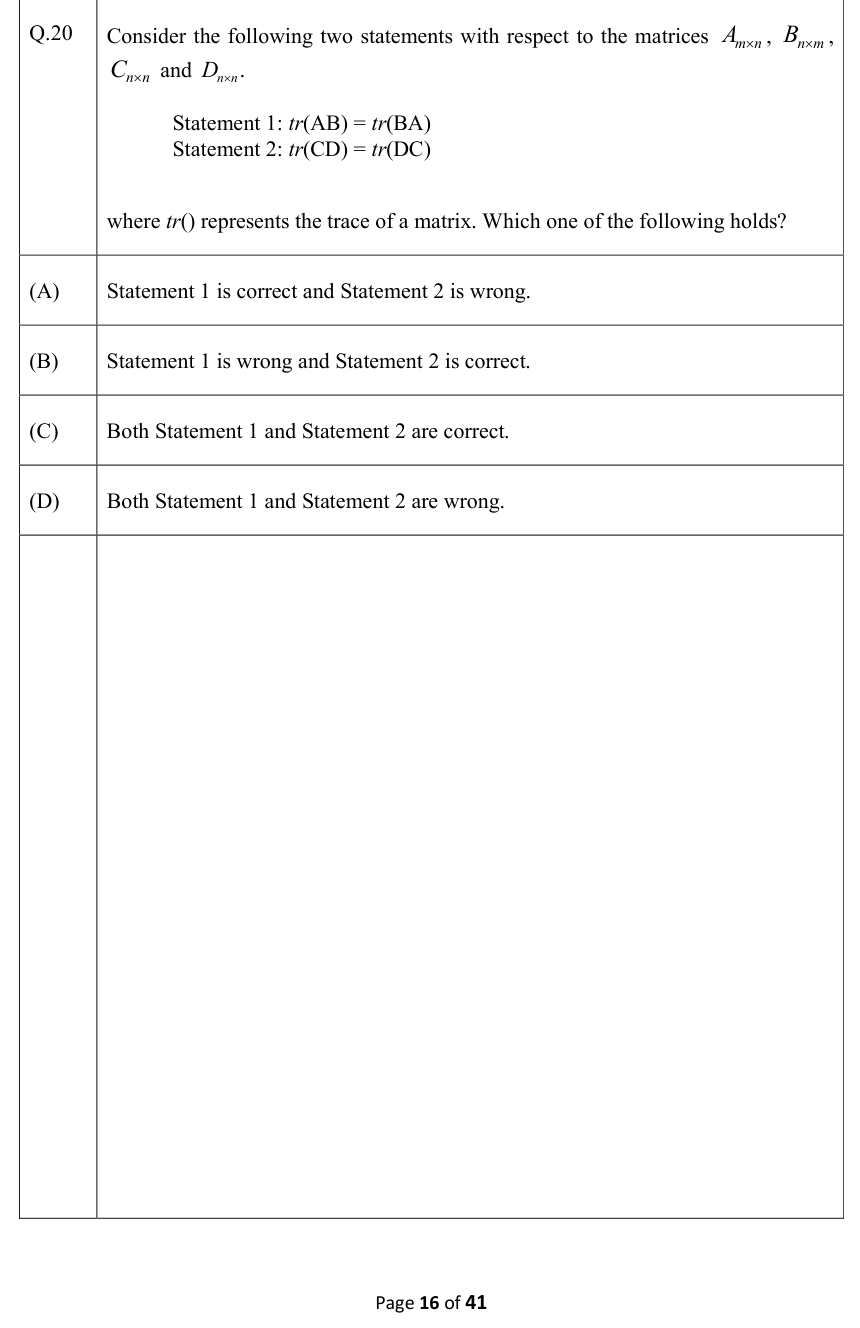 Q.20 Consider the following two statements with respect to the matrices $A_{m \times n}$, $B_{n \times m}$,
$C_{n \times n}$ and $D_{n \times n}$.
Statement 1: tr(AB) = tr(BA)
Statement 2: tr(CD) = tr(DC)
where tr() represents the trace of a matrix. Which one of the following holds?
(A) Statement 1 is correct and Statement 2 is wrong.
(B) Statement 1 is wrong and Statement 2 is correct.
(C) Both Statement 1 and Statement 2 are correct.
(D) Both Statement 1 and Statement 2 are wrong.
Page 16 of 41